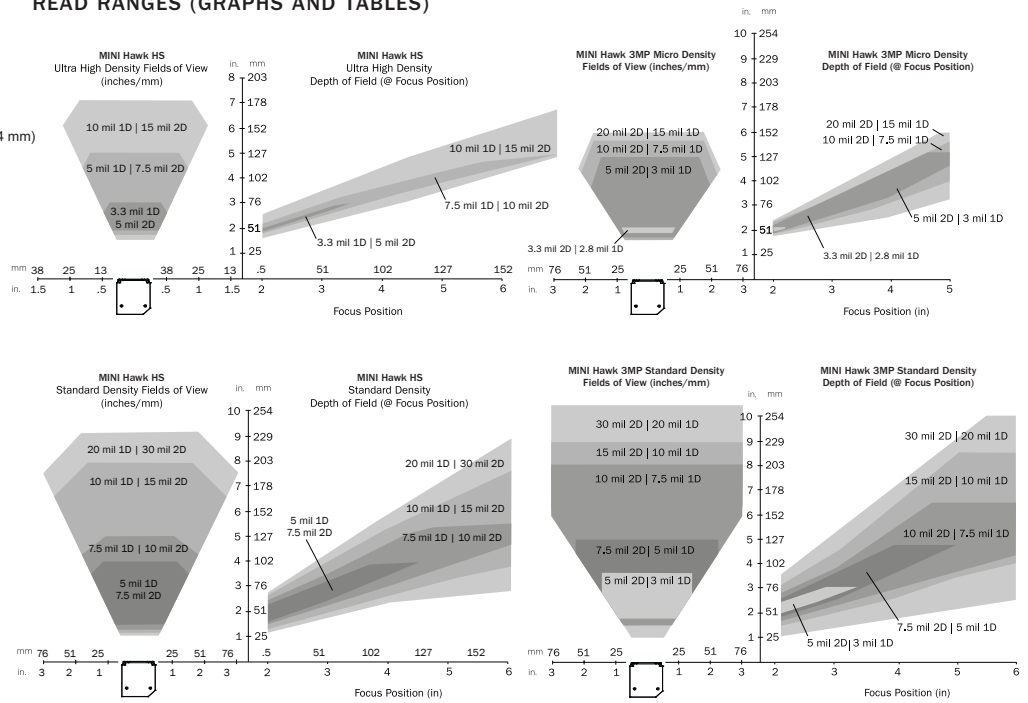 READ RANGES (GRAPHS AND TABLES)
4 mm)
MINI Hawk HS
Ultra High Density Fields of View
(inches/mm)
10 mil 1D | 15 mil 2D
5 mil 1D | 7.5 mil 2D
3.3 mil 1D
5 mil 2D
mm 38 25 13 38 25 13
in. 1.5 1 .5 .5 1 1.5
in. mm
8 203
7 178
6 152
5 127
4 102
3 76
2 51
1 25
MINI Hawk HS
Ultra High Density
Depth of Field (@ Focus Position)
10 mil 1D | 15 mil 2D
7.5 mil 1D | 10 mil 2D
3.3 mil 1D | 5 mil 2D
.5 51 102 127 152
2 3 4 5 6
Focus Position
MINI Hawk 3MP Micro Density
Fields of View (inches/mm)
20 mil 2D | 15 mil 1D
10 mil 2D | 7.5 mil 1D
5 mil 2D | 3 mil 1D
3.3 mil 2D | 2.8 mil 1D
mm 76 51 25 25 51 76
in. 3 2 1 1 2 3
in. mm
10 254
9 229
8 203
7 178
6 152
5 127
4 102
3 76
2 51
1 25
MINI Hawk 3MP Micro Density
Depth of Field (@ Focus Position)
20 mil 2D | 15 mil 1D
10 mil 2D | 7.5 mil 1D
5 mil 2D | 3 mil 1D
3.3 mil 2D | 2.8 mil 1D
2 3 4 5
Focus Position (in)
MINI Hawk HS
Standard Density Fields of View
(inches/mm)
20 mil 1D | 30 mil 2D
10 mil 1D | 15 mil 2D
7.5 mil 1D | 10 mil 2D
5 mil 1D
7.5 mil 2D
mm 76 51 25 25 51 76
in. 3 2 1 1 2 3
in. mm
10 254
9 229
8 203
7 178
6 152
5 127
4 102
3 76
2 51
1 25
MINI Hawk HS
Standard Density
Depth of Field (@ Focus Position)
20 mil 1D | 30 mil 2D
10 mil 1D | 15 mil 2D
5 mil 1D
7.5 mil 2D
7.5 mil 1D | 10 mil 2D
.5 51 102 127 152
2 3 4 5 6
Focus Position (in)
MINI Hawk 3MP Standard Density
Fields of View (inches/mm)
30 mil 2D | 20 mil 1D
15 mil 2D | 10 mil 1D
10 mil 2D | 7.5 mil 1D
7.5 mil 2D | 5 mil 1D
5 mil 2D | 3 mil 1D
mm 76 51 25 25 51 76
in. 3 2 1 1 2 3
in. mm
10 254
9 229
8 203
7 178
6 152
5 127
4 102
3 76
2 51
1 25
MINI Hawk 3MP Standard Density
Depth of Field (@ Focus Position)
30 mil 2D | 20 mil 1D
15 mil 2D | 10 mil 1D
10 mil 2D | 7.5 mil 1D
7.5 mil 2D | 5 mil 1D
5 mil 2D | 3 mil 1D
2 3 4 5 6
Focus Position (in)